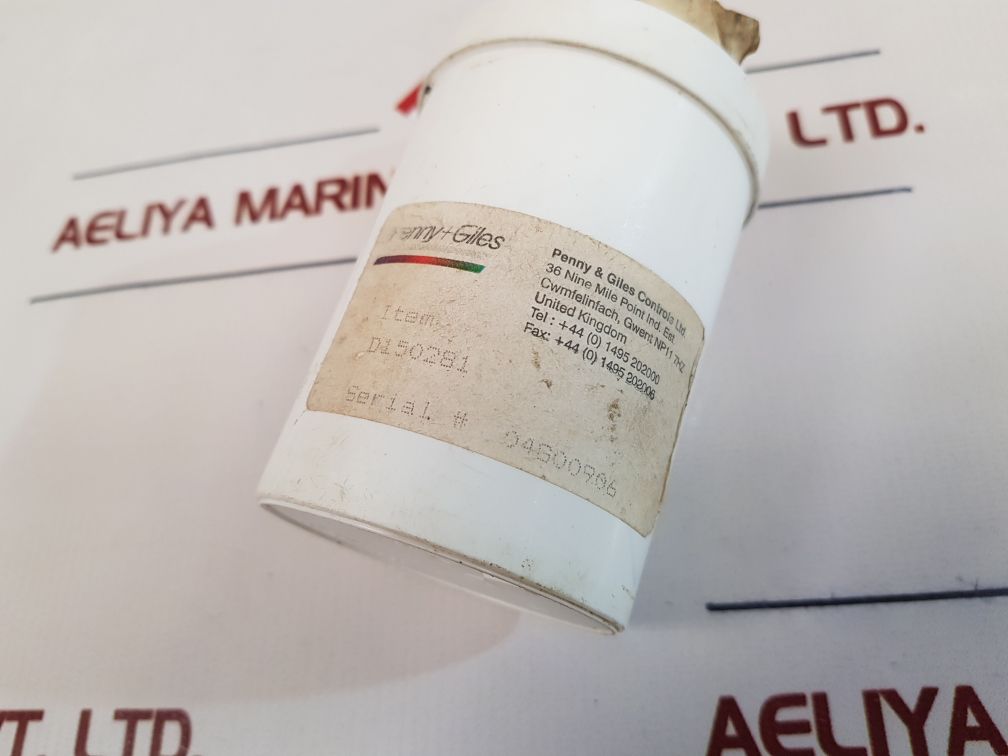 LTD.
AELIYA MARIN
Penny+Giles
Item
D150281
Serial #
Penny & Giles Controls Ltd
36 Nine Mile Point Ind. Est.
Cwmfelinfach, Gwent NP11 7HZ
United Kingdom
Tel : +44 (0) 1495 202000
Fax: +44 (0) 1495 202006
VT. LTD.
AELIYA